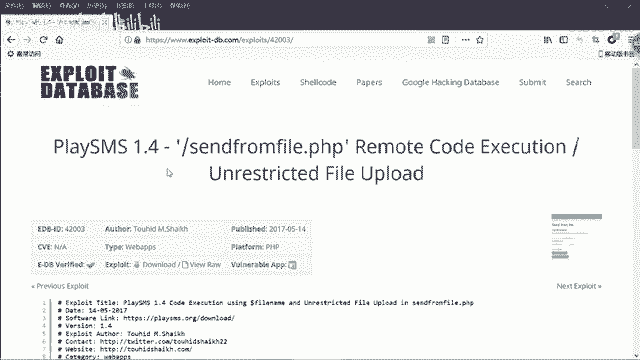 https://www.exploit-db.com/exploits/42003/
EXPLOIT DATABASE
Home Exploits Shellcode Papers Google Hacking Database Submit Search
PlaySMS 1.4 - '/sendfromfile.php' Remote Code Execution /
Unrestricted File Upload
EDB-ID: 42003 Author: Touhid M.Shaikh Published: 2017-05-14
CVE: N/A Type: Webapps Platform: PHP
E-DB Verified: Exploit: Download / View Raw Vulnerable App:
« Previous Exploit Next Exploit »
1 # Exploit Title: PlaySMS 1.4 Code Execution using $filename and Unrestricted File Upload in sendfromfile.php
2 # Date: 14-05-2017
3 # Software Link: https://playsms.org/download/
4 # Version: 1.4
5 # Exploit Author: Touhid M.Shaikh
6 # Contact: http://twitter.com/touhidshaikh22
7 # Website: http://touhidshaikh.com/
8 # Category: webapps